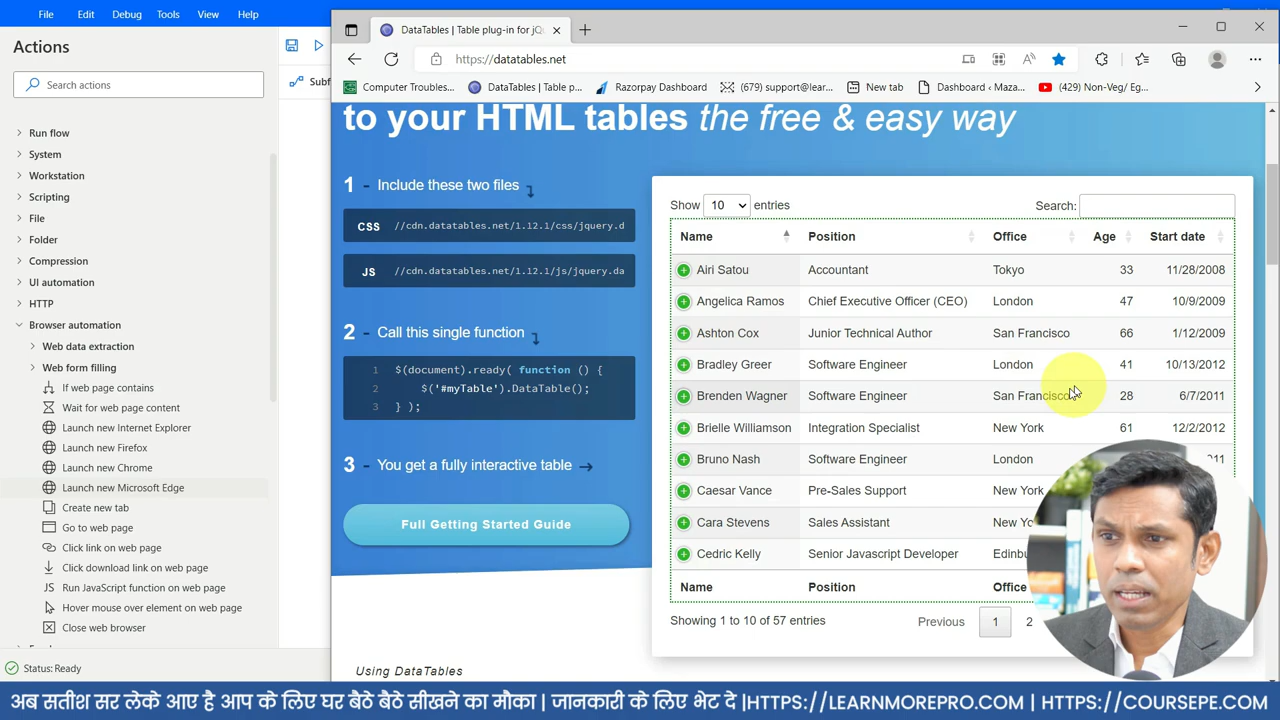 File Edit Debug Tools View Help
Actions
Search actions
Subf
Run flow
System
Workstation
Scripting
File
Folder
Compression
UI automation
HTTP
Browser automation
Web data extraction
Web form filling
If web page contains
Wait for web page content
Launch new Internet Explorer
Launch new Firefox
Launch new Chrome
Launch new Microsoft Edge
Create new tab
Go to web page
Click link on web page
Click download link on web page
Run JavaScript function on web page
Hover mouse over element on web page
Close web browser
Status: Ready
DataTables | Table plug-in for jQ
https://datatables.net
Computer Troubles... DataTables | Table p... Razorpay Dashboard (679) support@lear... New tab Dashboard ‹ Maza... (429) Non-Veg/ Eg...
to your HTML tables the free & easy way
1 - Include these two files
CSS //cdn.datatables.net/1.12.1/css/jquery.d
JS //cdn.datatables.net/1.12.1/js/jquery.da
2 - Call this single function
1 $(document).ready( function () {
2 $('#myTable').DataTable();
3 } );
3 - You get a fully interactive table →
Full Getting Started Guide
Using DataTables
Show 10 entries Search:
Name Position Office Age Start date
Airi Satou Accountant Tokyo 33 11/28/2008
Angelica Ramos Chief Executive Officer (CEO) London 47 10/9/2009
Ashton Cox Junior Technical Author San Francisco 66 1/12/2009
Bradley Greer Software Engineer London 41 10/13/2012
Brenden Wagner Software Engineer San Francisco 28 6/7/2011
Brielle Williamson Integration Specialist New York 61 12/2/2012
Bruno Nash Software Engineer London 011
Caesar Vance Pre-Sales Support New York
Cara Stevens Sales Assistant New Yo
Cedric Kelly Senior Javascript Developer Edinbu
Name Position Office
Showing 1 to 10 of 57 entries Previous 1 2
अब सतीश सर लेके आए है आप के लिए घर बैठे बैठे सीखने का मौका | जानकारी के लिए भेट दे |HTTPS://LEARNMOREPRO.COM | HTTPS://COURSEPE.COM